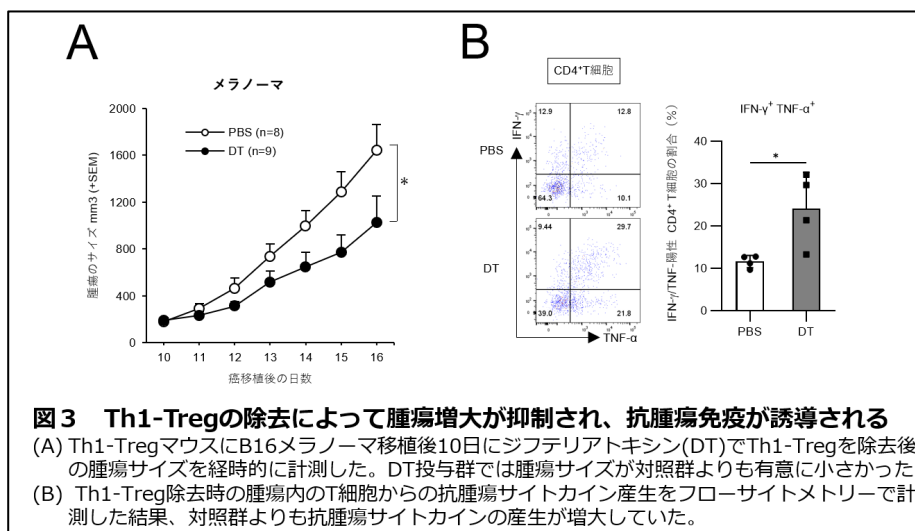 A
メラノーマ
2000
1600
1200
800
400
0
腫瘍のサイズ mm3 (+SEM)
PBS (n=8)
DT (n=9)
*
10 11 12 13 14 15 16
癌移植後の日数
B
CD4+T細胞
IFN-γ
PBS
12.9 12.8
64.3 10.1
DT
9.44 29.7
39.0 21.8
TNF-α
IFN-γ+ TNF-α+
IFN-γ/TNF-陽性 CD4+ T細胞の割合 (%)
40
30
20
10
0
*
PBS DT
図3 Th1-Tregの除去によって腫瘍増大が抑制され、抗腫瘍免疫が誘導される
(A) Th1-TregマウスにB16メラノーマ移植後10日にジフテリアトキシン(DT)でTh1-Tregを除去後
の腫瘍サイズを経時的に計測した。DT投与群では腫瘍サイズが対照群よりも有意に小さかった
(B) Th1-Treg除去時の腫瘍内のT細胞からの抗腫瘍サイトカイン産生をフローサイトメトリーで計
測した結果、対照群よりも抗腫瘍サイトカインの産生が増大していた。